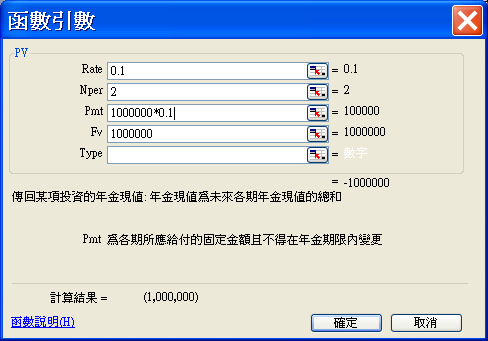 函數引數
PV
Rate 0.1 = 0.1
Nper 2 = 2
Pmt 1000000*0.1 = 100000
Fv 1000000 = 1000000
Type = 數字
= -1000000
傳回某項投資的年金現值: 年金現值爲未來各期年金現值的總和
Pmt 爲各期所應給付的固定金額且不得在年金期限內變更
計算結果 = (1,000,000)
函數說明(H) 確定 取消